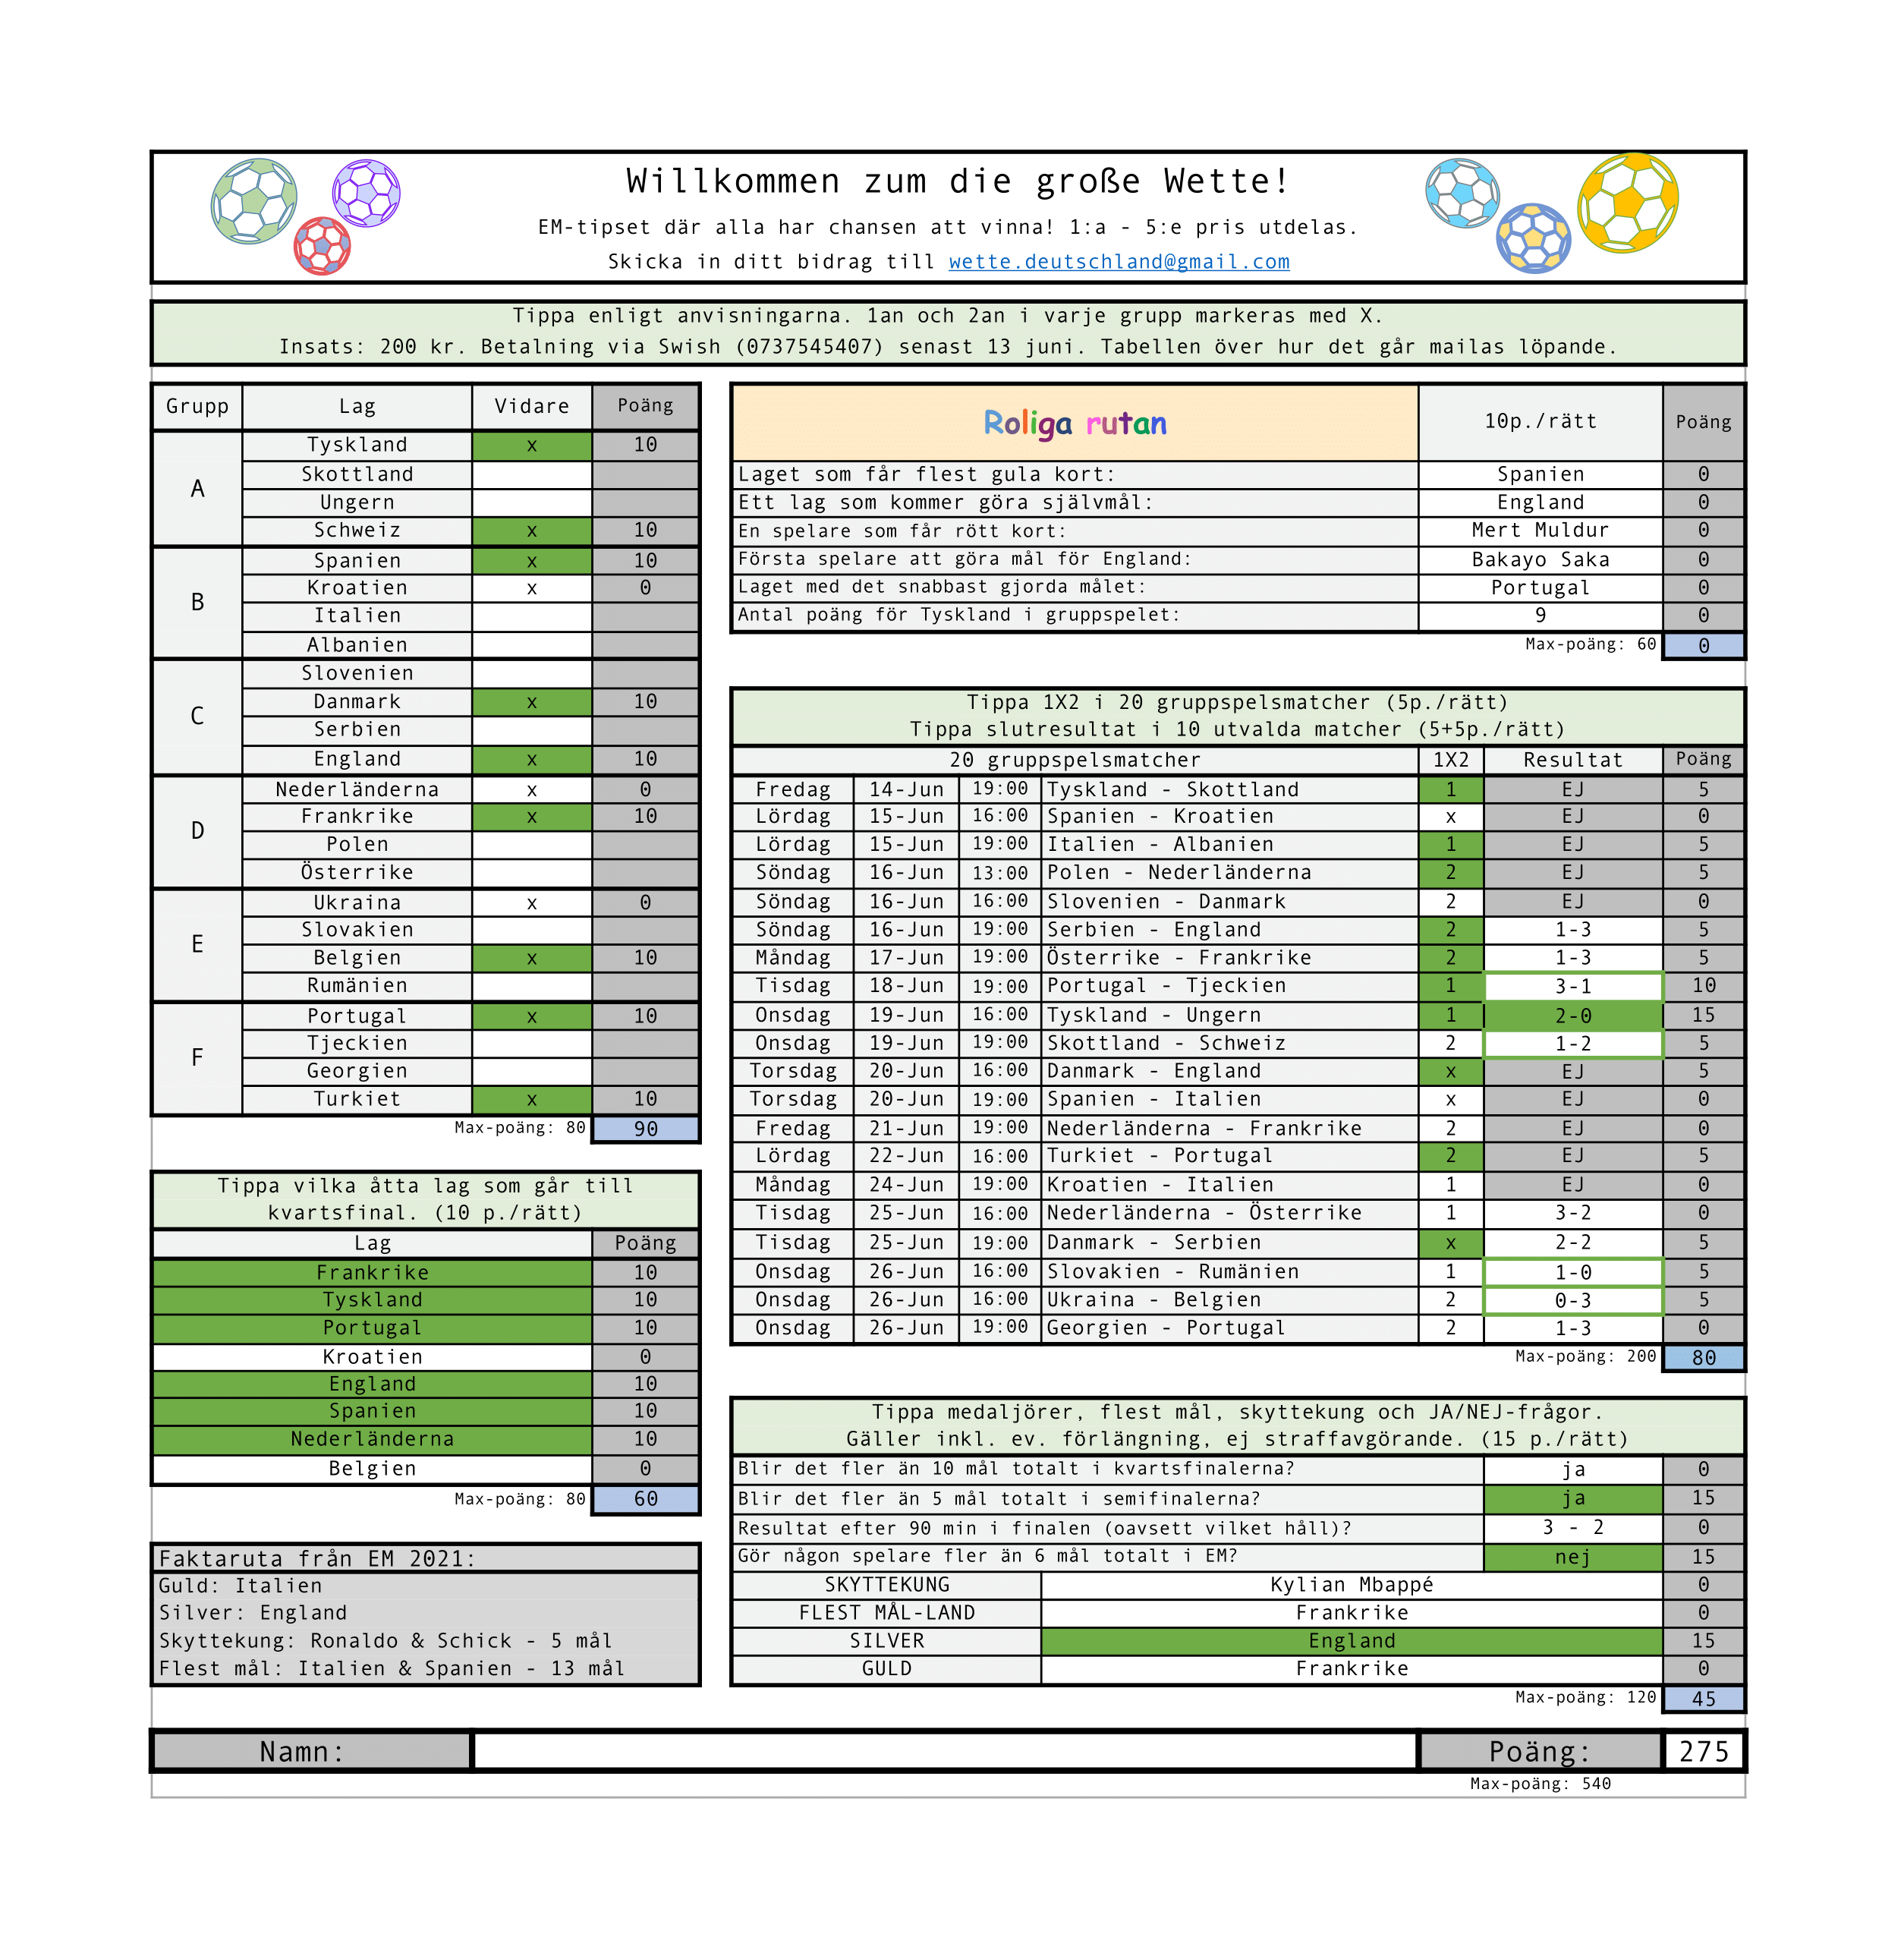 Willkommen zum die große Wette!
EM-tipset där alla har chansen att vinna! 1:a - 5:e pris utdelas.
Skicka in ditt bidrag till wette.deutschland@gmail.com
Tippa enligt anvisningarna. 1an och 2an i varje grupp markeras med X.
Insats: 200 kr. Betalning via Swish (0737545407) senast 13 juni. Tabellen över hur det går mailas löpande.
Grupp Lag Vidare Poäng
A
Tyskland x 10
Skottland
Ungern
Schweiz x 10
B
Spanien x 10
Kroatien x 0
Italien
Albanien
C
Slovenien
Danmark x 10
Serbien
England x 10
D
Nederländerna x 0
Frankrike x 10
Polen
Österrike
E
Ukraina x 0
Slovakien
Belgien x 10
Rumänien
F
Portugal x 10
Tjeckien
Georgien
Turkiet x 10
Max-poäng: 80 90
Tippa vilka åtta lag som går till
kvartsfinal. (10 p./rätt)
Lag Poäng
Frankrike 10
Tyskland 10
Portugal 10
Kroatien 0
England 10
Spanien 10
Nederländerna 10
Belgien 0
Max-poäng: 80 60
Faktaruta från EM 2021:
Guld: Italien
Silver: England
Skyttekung: Ronaldo & Schick - 5 mål
Flest mål: Italien & Spanien - 13 mål
Roliga rutan 10p./rätt Poäng
Laget som får flest gula kort: Spanien 0
Ett lag som kommer göra självmål: England 0
En spelare som får rött kort: Mert Muldur 0
Första spelare att göra mål för England: Bakayo Saka 0
Laget med det snabbast gjorda målet: Portugal 0
Antal poäng för Tyskland i gruppspelet: 9 0
Max-poäng: 60 0
Tippa 1X2 i 20 gruppspelsmatcher (5p./rätt)
Tippa slutresultat i 10 utvalda matcher (5+5p./rätt)
20 gruppspelsmatcher 1X2 Resultat Poäng
Fredag 14-Jun 19:00 Tyskland - Skottland 1 EJ 5
Lördag 15-Jun 16:00 Spanien - Kroatien x EJ 0
Lördag 15-Jun 19:00 Italien - Albanien 1 EJ 5
Söndag 16-Jun 13:00 Polen - Nederländerna 2 EJ 5
Söndag 16-Jun 16:00 Slovenien - Danmark 2 EJ 0
Söndag 16-Jun 19:00 Serbien - England 2 1-3 5
Måndag 17-Jun 19:00 Österrike - Frankrike 2 1-3 5
Tisdag 18-Jun 19:00 Portugal - Tjeckien 1 3-1 10
Onsdag 19-Jun 16:00 Tyskland - Ungern 1 2-0 15
Onsdag 19-Jun 19:00 Skottland - Schweiz 2 1-2 5
Torsdag 20-Jun 16:00 Danmark - England x EJ 5
Torsdag 20-Jun 19:00 Spanien - Italien x EJ 0
Fredag 21-Jun 19:00 Nederländerna - Frankrike 2 EJ 0
Lördag 22-Jun 16:00 Turkiet - Portugal 2 EJ 5
Måndag 24-Jun 19:00 Kroatien - Italien 1 EJ 0
Tisdag 25-Jun 16:00 Nederländerna - Österrike 1 3-2 0
Tisdag 25-Jun 19:00 Danmark - Serbien x 2-2 5
Onsdag 26-Jun 16:00 Slovakien - Rumänien 1 1-0 5
Onsdag 26-Jun 16:00 Ukraina - Belgien 2 0-3 5
Onsdag 26-Jun 19:00 Georgien - Portugal 2 1-3 0
Max-poäng: 200 80
Tippa medaljörer, flest mål, skyttekung och JA/NEJ-frågor.
Gäller inkl. ev. förlängning, ej straffavgörande. (15 p./rätt)
Blir det fler än 10 mål totalt i kvartsfinalerna? ja 0
Blir det fler än 5 mål totalt i semifinalerna? ja 15
Resultat efter 90 min i finalen (oavsett vilket håll)? 3 - 2 0
Gör någon spelare fler än 6 mål totalt i EM? nej 15
SKYTTEKUNG Kylian Mbappé 0
FLEST MÅL-LAND Frankrike 0
SILVER England 15
GULD Frankrike 0
Max-poäng: 120 45
Namn: Poäng: 275
Max-poäng: 540